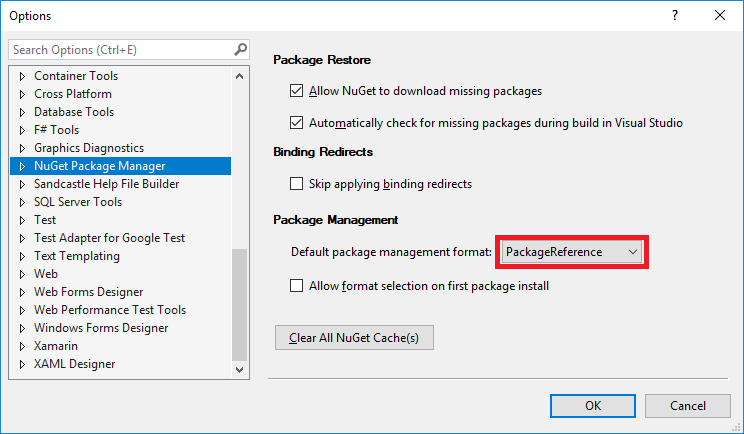 Options
Search Options (Ctrl+E)
Container Tools
Cross Platform
Database Tools
F# Tools
Graphics Diagnostics
NuGet Package Manager
Sandcastle Help File Builder
SQL Server Tools
Test
Test Adapter for Google Test
Text Templating
Web
Web Forms Designer
Web Performance Test Tools
Windows Forms Designer
Xamarin
XAML Designer
Package Restore
Allow NuGet to download missing packages
Automatically check for missing packages during build in Visual Studio
Binding Redirects
Skip applying binding redirects
Package Management
Default package management format: PackageReference
Allow format selection on first package install
Clear All NuGet Cache(s)
OK Cancel